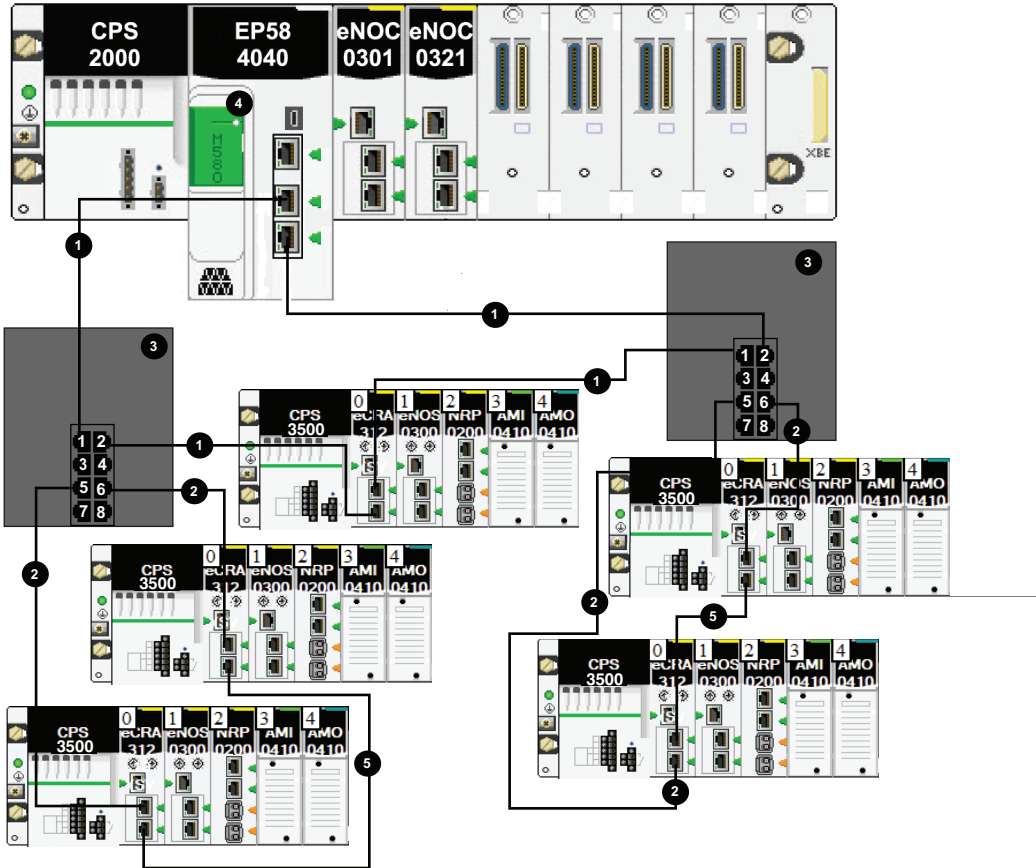 CPS
2000
EP58
4040
eNOC
0301
eNOC
0321
4
M580
XBE
1
3
1
3
1 2
3 4
5 6
7 8
1
0 1 2 3 4
CPS
3500
eCRA
312
eNOS
0300
NRP
0200
AMI
0410
AMO
0410
S
1 2
3 4
5 6
7 8
1
2
2
2
0 1 2 3 4
CPS
3500
eCRA
312
eNOS
0300
NRP
0200
AMI
0410
AMO
0410
S
2
0 1 2 3 4
CPS
3500
eCRA
312
eNOS
0300
NRP
0200
AMI
0410
AMO
0410
S
2
5
0 1 2 3 4
CPS
3500
eCRA
312
eNOS
0300
NRP
0200
AMI
0410
AMO
0410
S
2
0 1 2 3 4
CPS
3500
eCRA
312
eNOS
0300
NRP
0200
AMI
0410
AMO
0410
S
5